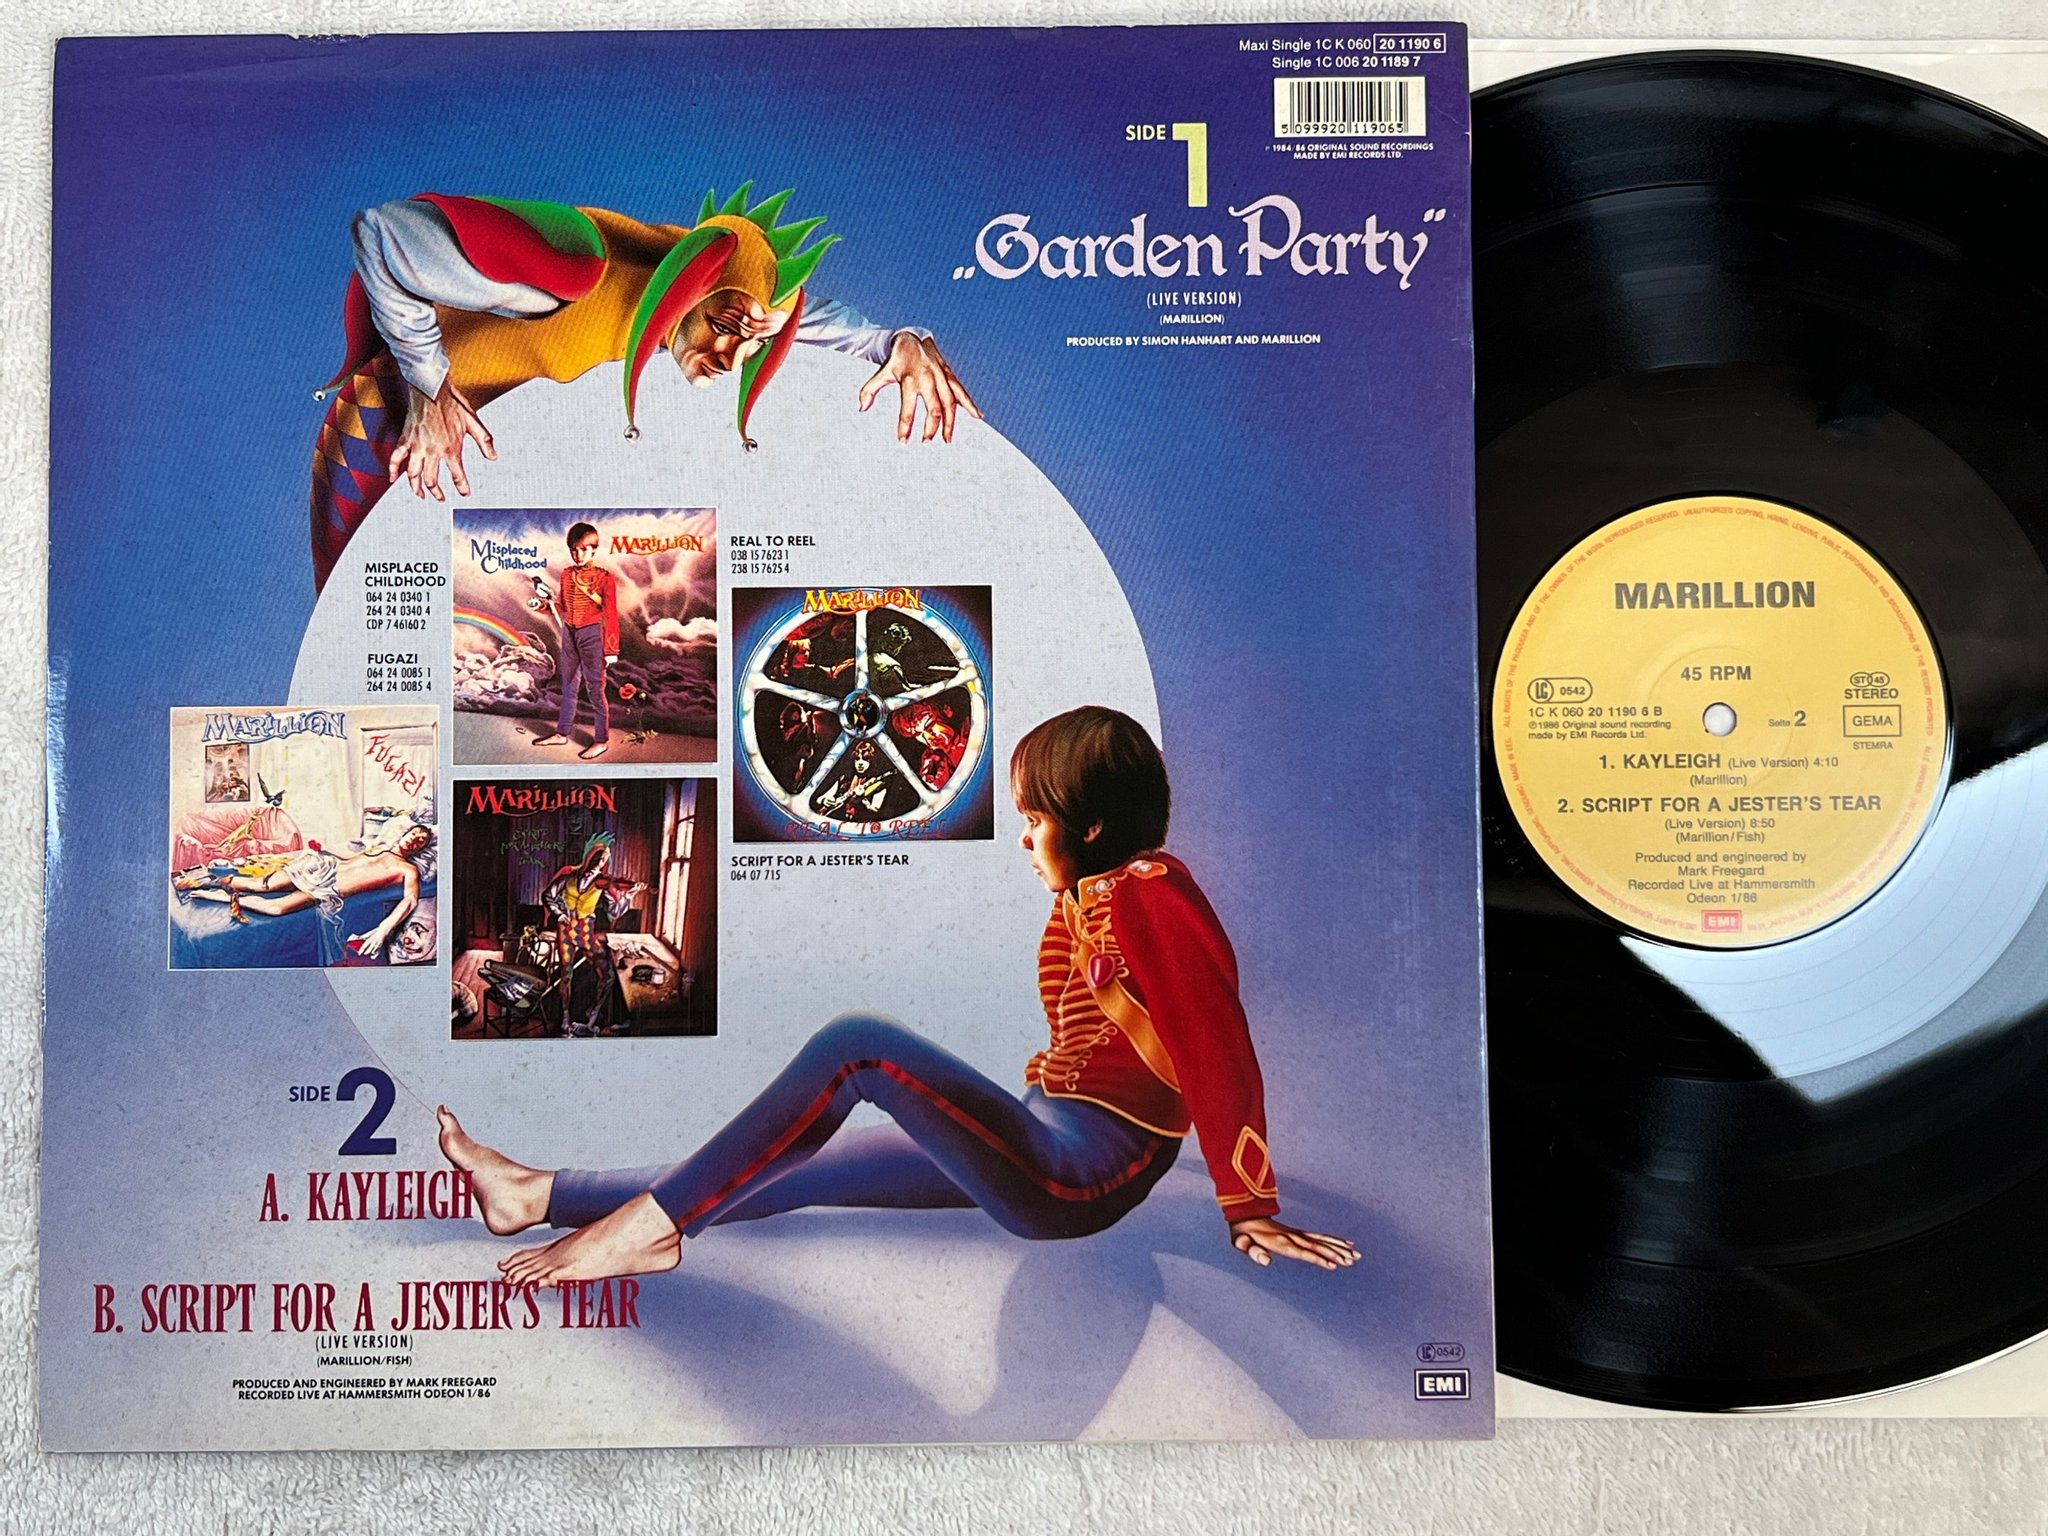 Maxi Single 1C K 060 20 1190 6
Single 1C 006 20 1189 7
5 099920 119065
℗ 1984/86 ORIGINAL SOUND RECORDINGS
MADE BY EMI RECORDS LTD.
SIDE 1
„Garden Party"
(LIVE VERSION)
(MARILLION)
PRODUCED BY SIMON HANHART AND MARILLION
MISPLACED
CHILDHOOD
064 24 0340 1
264 24 0340 4
CDP 7 46160 2
FUGAZI
064 24 0085 1
264 24 0085 4
Misplaced
Childhood
MARILLION
REAL TO REEL
038 15 7623 1
238 15 7625 4
MARILLION
REAL TO REEL
MARILLION
FUGAZI
MARILLION
SCRIPT FOR A JESTER'S TEAR
064 07 715
SIDE 2
A. KAYLEIGH
B. SCRIPT FOR A JESTER'S TEAR
(LIVE VERSION)
(MARILLION/FISH)
PRODUCED AND ENGINEERED BY MARK FREEGARD
RECORDED LIVE AT HAMMERSMITH ODEON 1/86
LC 0542
EMI
MARILLION
45 RPM
LC 0542
1C K 060 20 1190 6 B
℗1986 Original sound recording
made by EMI Records Ltd.
Seite 2
ST 45
STEREO
GEMA
STEMRA
1. KAYLEIGH (Live Version) 4:10
(Marillion)
2. SCRIPT FOR A JESTER'S TEAR
(Live Version) 8:50
(Marillion/Fish)
Produced and engineered by
Mark Freegard
Recorded Live at Hammersmith
Odeon 1/86
EMI